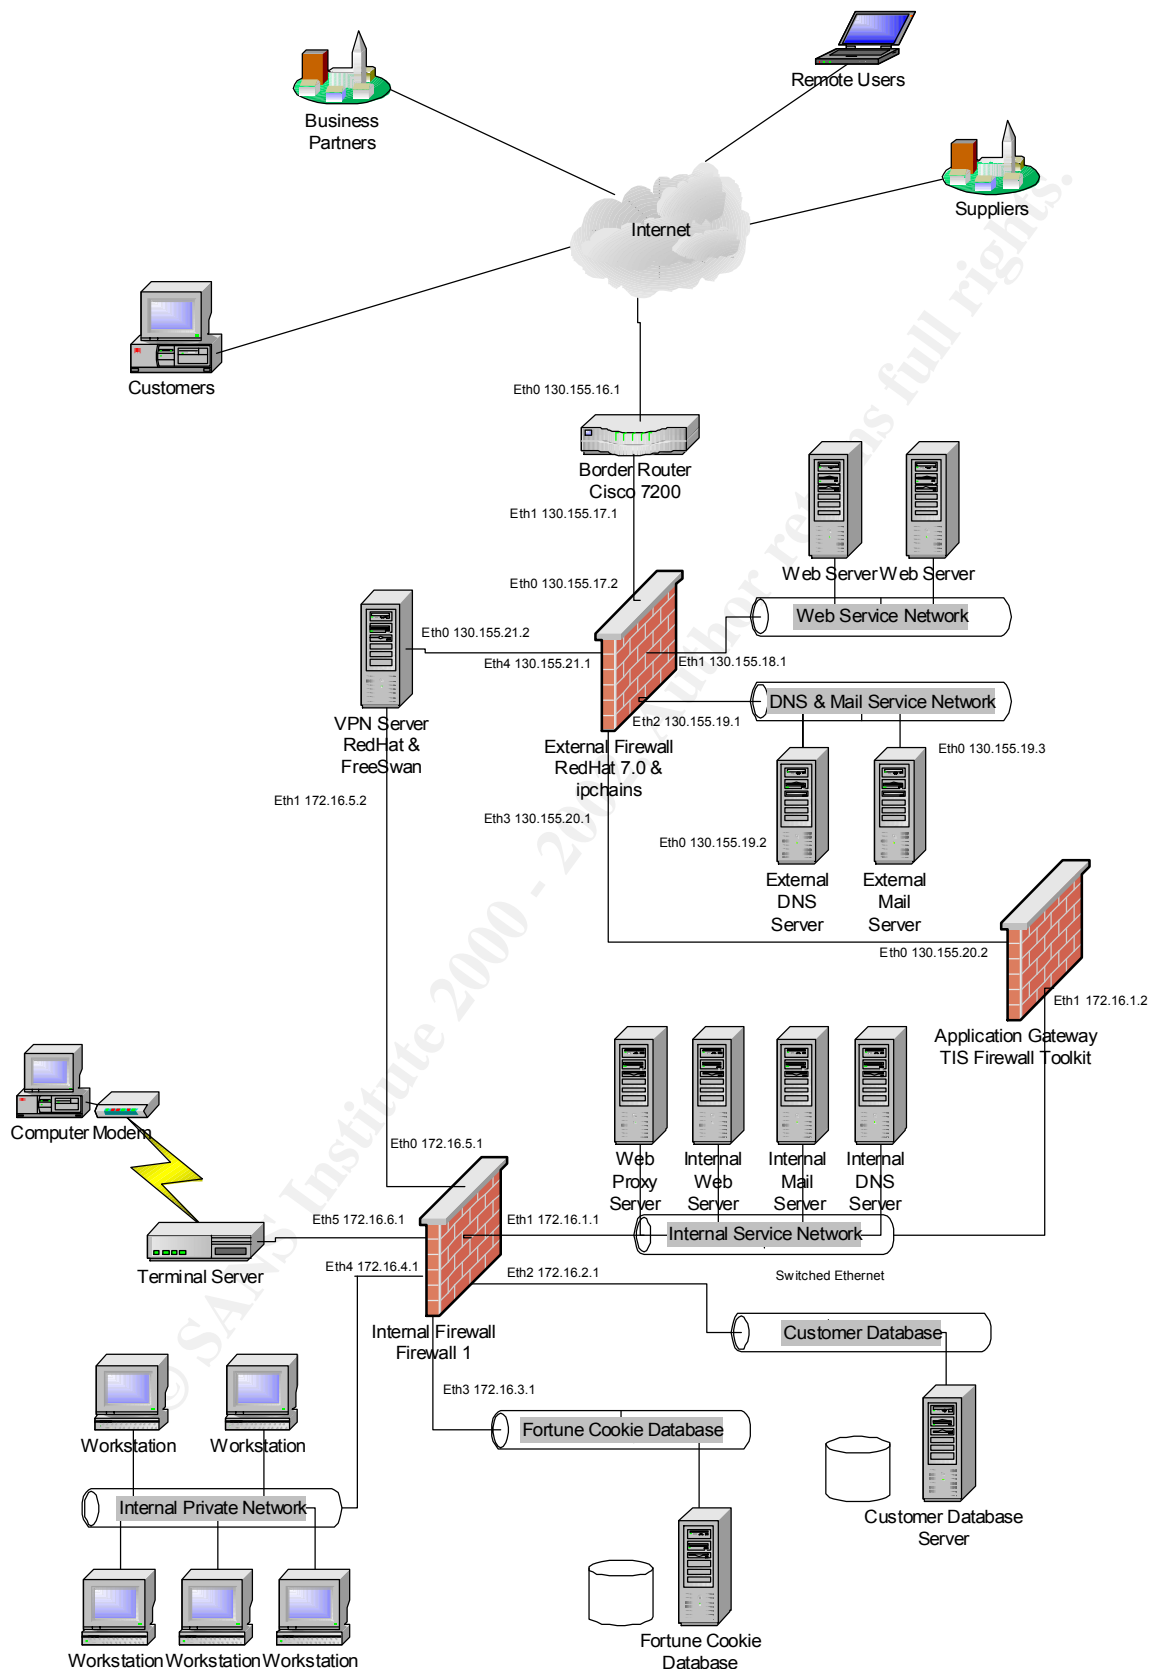 Remote Users
Business
Partners
Suppliers
Internet
Customers
Eth0 130.155.16.1
Border Router
Cisco 7200
Eth1 130.155.17.1
Web Server
Web Server
Eth0 130.155.17.2
Web Service Network
Eth0 130.155.21.2
Eth4 130.155.21.1
Eth1 130.155.18.1
DNS & Mail Service Network
Eth2 130.155.19.1
VPN Server
RedHat &
FreeSwan
External Firewall
RedHat 7.0 &
ipchains
Eth0 130.155.19.3
Eth1 172.16.5.2
Eth3 130.155.20.1
Eth0 130.155.19.2
External
DNS
Server
External
Mail
Server
Eth0 130.155.20.2
Eth1 172.16.1.2
Application Gateway
TIS Firewall Toolkit
Computer Modem
Eth0 172.16.5.1
Web
Proxy
Server
Internal
Web
Server
Internal
Mail
Server
Internal
DNS
Server
Eth5 172.16.6.1
Eth1 172.16.1.1
Internal Service Network
Terminal Server
Eth4 172.16.4.1
Eth2 172.16.2.1
Switched Ethernet
Internal Firewall
Firewall 1
Customer Database
Eth3 172.16.3.1
Fortune Cookie Database
Workstation
Workstation
Internal Private Network
Customer Database
Server
Workstation
Workstation
Workstation
Fortune Cookie
Database
© SANS Institute 2000 - 2002, Author retains full rights.